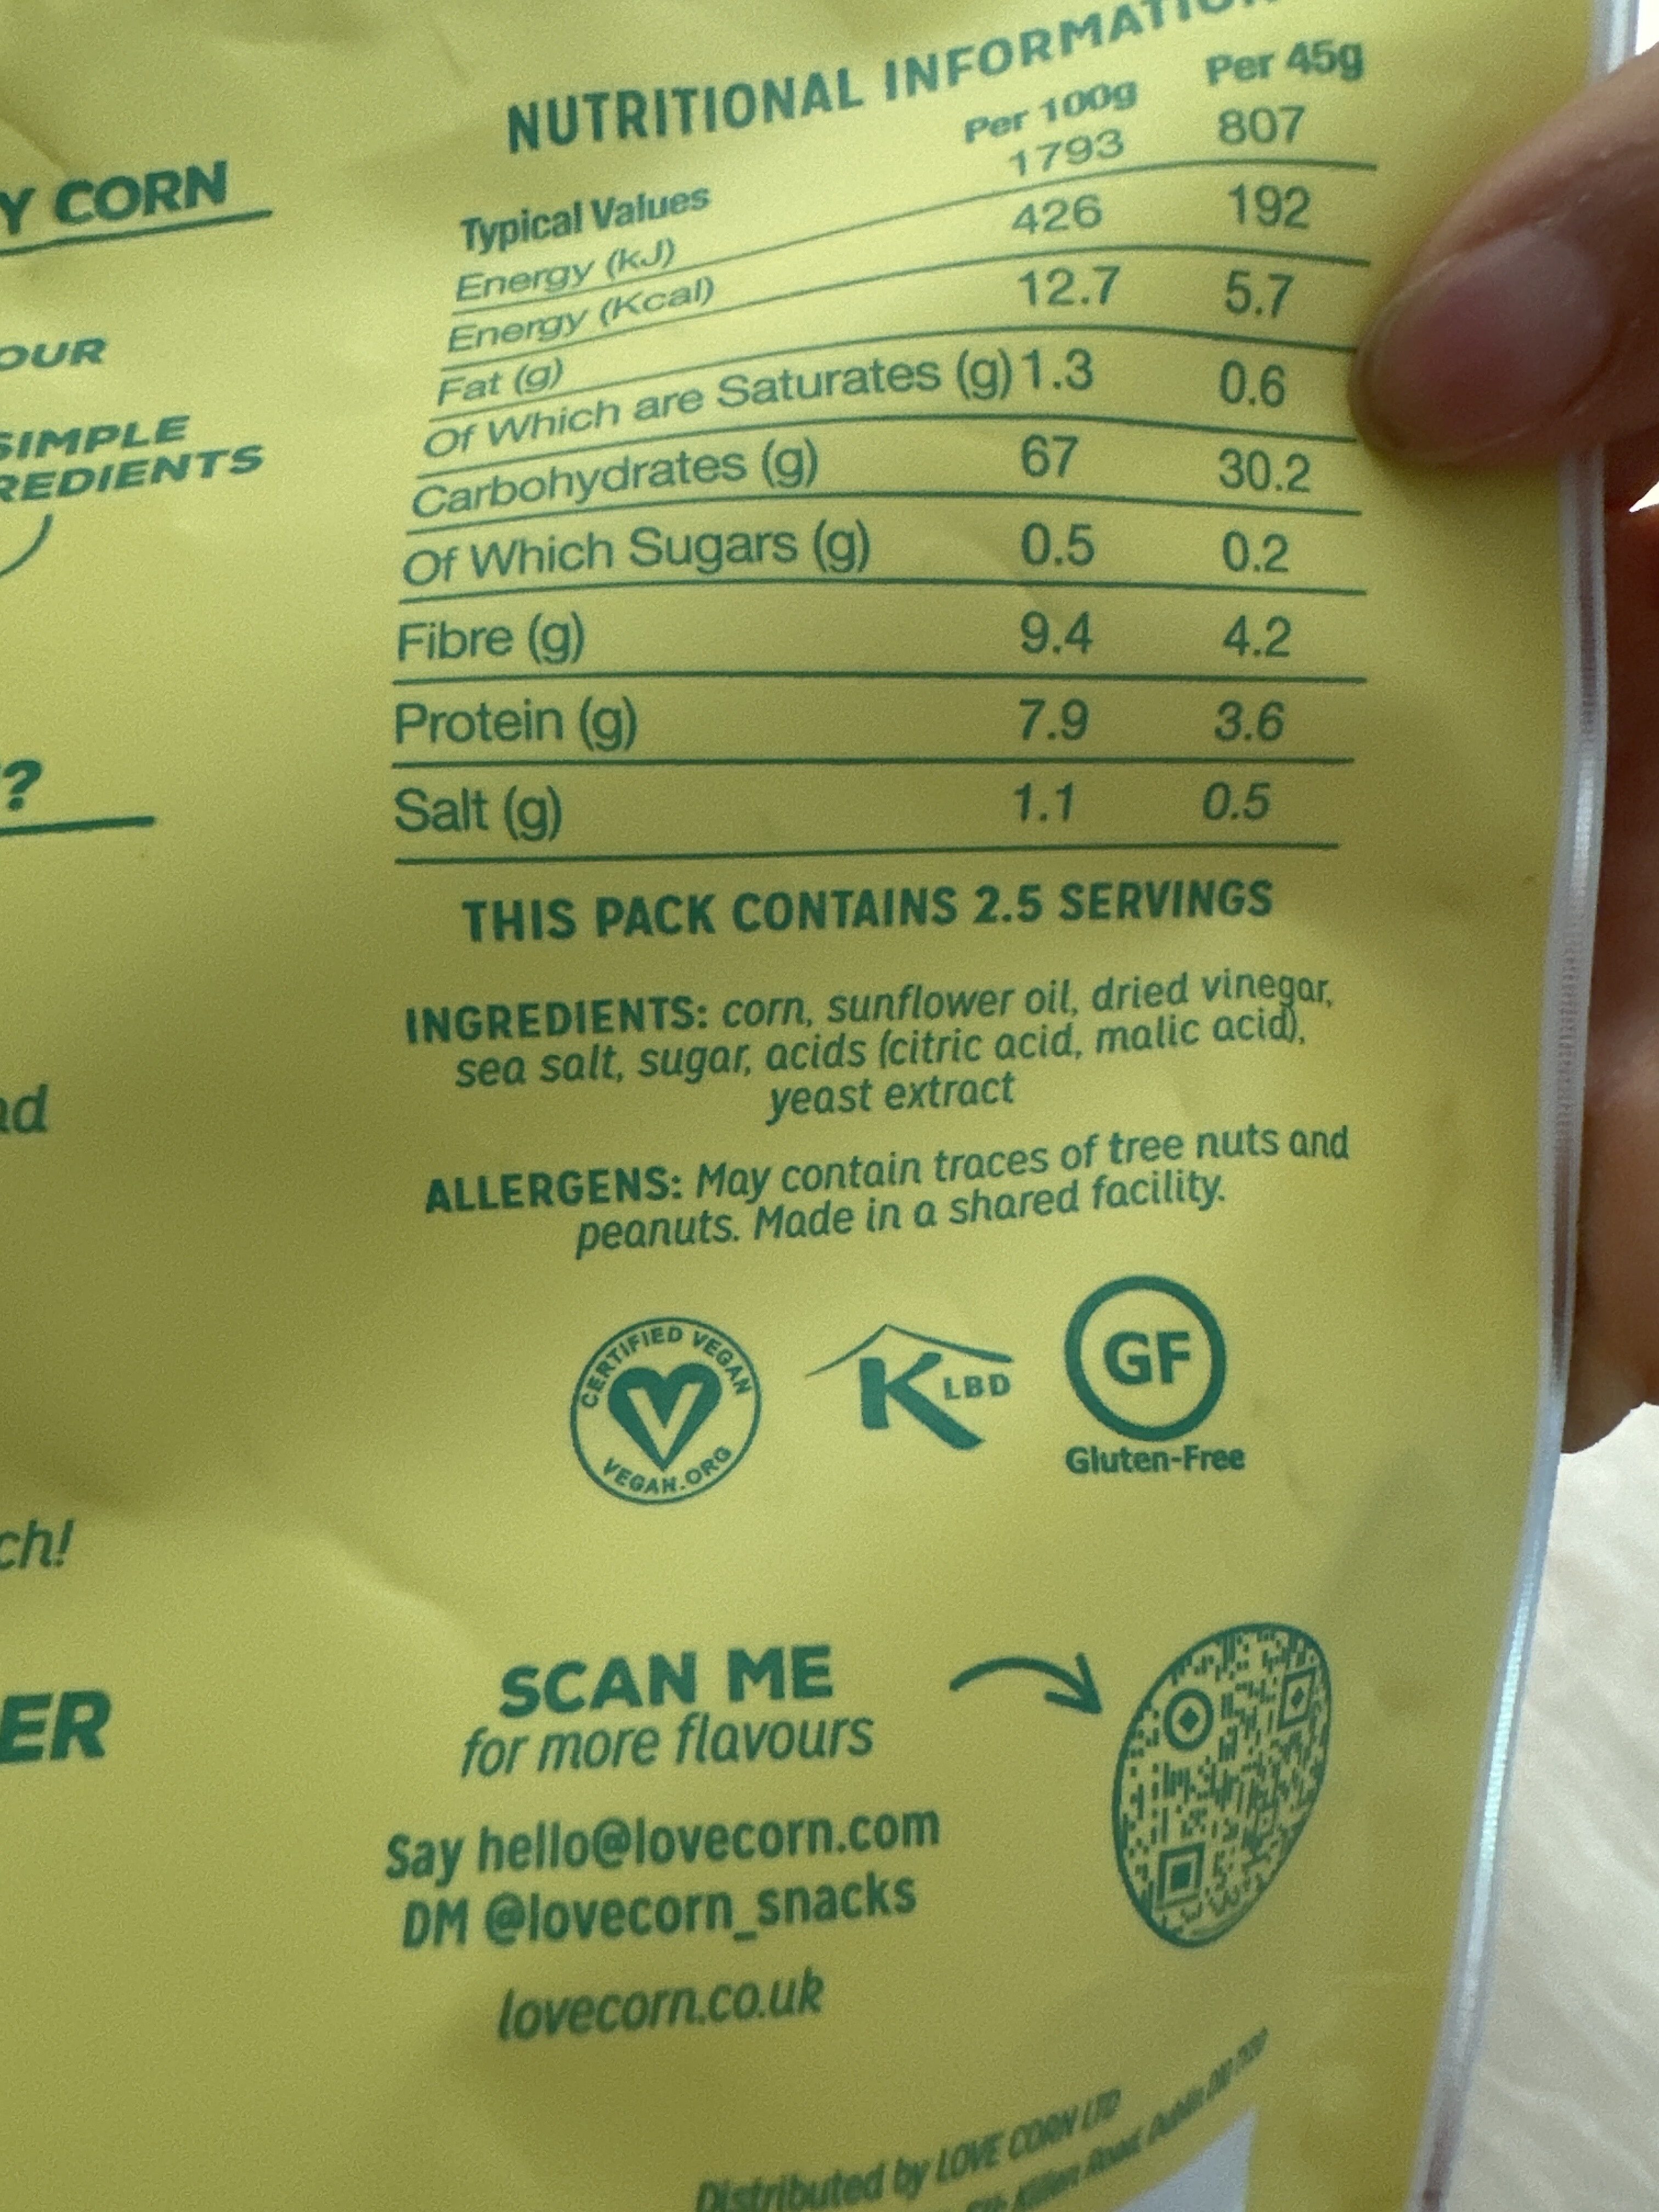 Y CORN
OUR
SIMPLE
REDIENTS
?
ad
ch!
ER
NUTRITIONAL INFORMATIO
Per 100g Per 45g
Typical Values
Energy (kJ) 1793 807
Energy (Kcal) 426 192
Fat (g) 12.7 5.7
Of Which are Saturates (g) 1.3 0.6
Carbohydrates (g) 67 30.2
Of Which Sugars (g) 0.5 0.2
Fibre (g) 9.4 4.2
Protein (g) 7.9 3.6
Salt (g) 1.1 0.5
THIS PACK CONTAINS 2.5 SERVINGS
INGREDIENTS: corn, sunflower oil, dried vinegar,
sea salt, sugar, acids (citric acid, malic acid),
yeast extract
ALLERGENS: May contain traces of tree nuts and
peanuts. Made in a shared facility.
CERTIFIED VEGAN
V
VEGAN.ORG
K LBD
GF
Gluten-Free
SCAN ME
for more flavours
Say hello@lovecorn.com
DM @lovecorn_snacks
lovecorn.co.uk
Distributed by LOVE CORN LTD
Road, Dublin